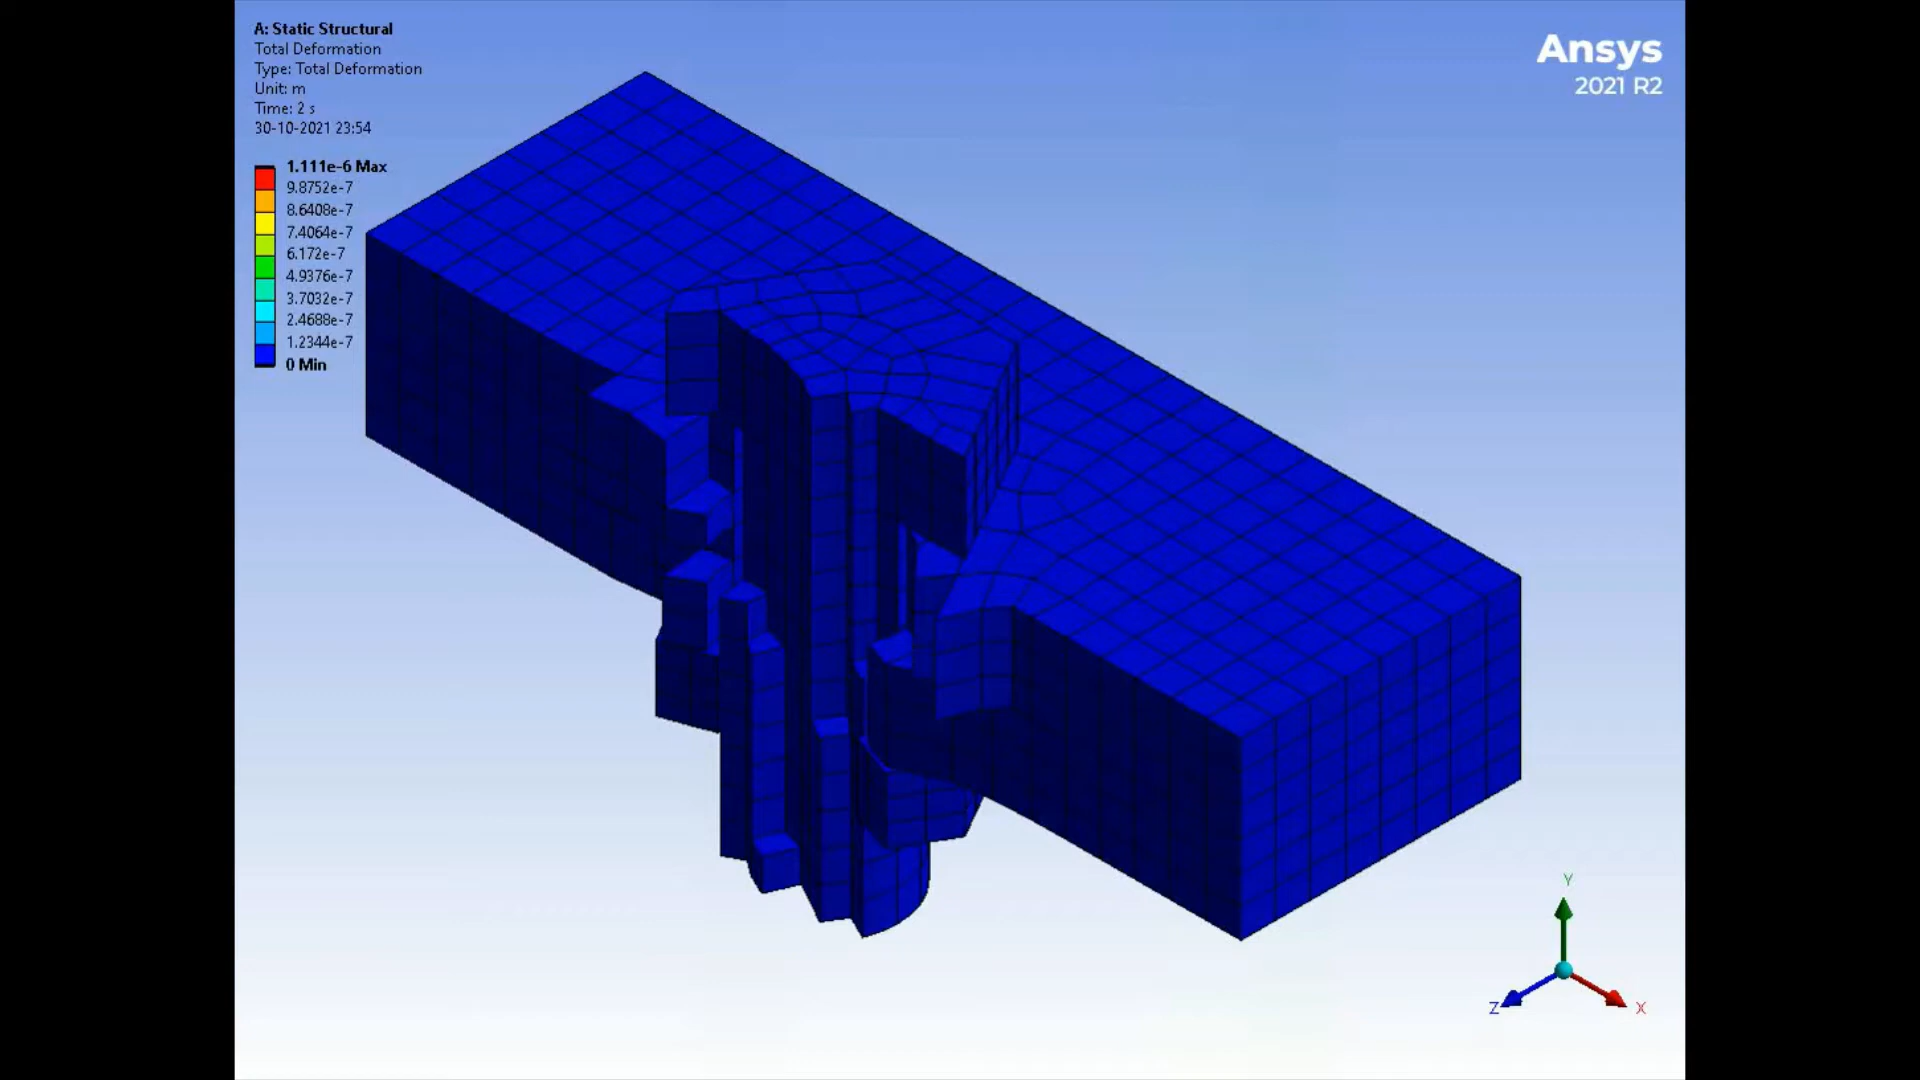 A: Static Structural
Total Deformation
Type: Total Deformation
Unit: m
Time: 2 s
30-10-2021 23:54
1.111e-6 Max
9.8752e-7
8.6408e-7
7.4064e-7
6.172e-7
4.9376e-7
3.7032e-7
2.4688e-7
1.2344e-7
0 Min
Ansys
2021 R2
Y
Z
X